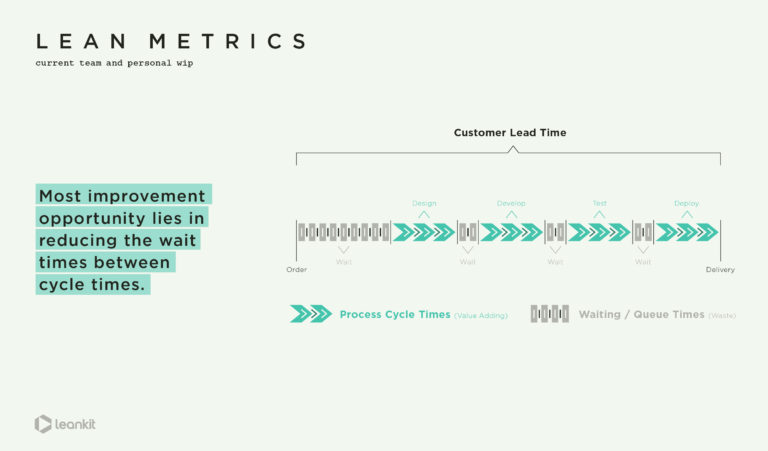 LEAN METRICS
current team and personal wip
Customer Lead Time
Most improvement
opportunity lies in
reducing the wait
times between
cycle times.
Design Develop Test Deploy
Wait Wait Wait Wait
Order Delivery
Process Cycle Times (Value Adding) Waiting / Queue Times (Waste)
leankit